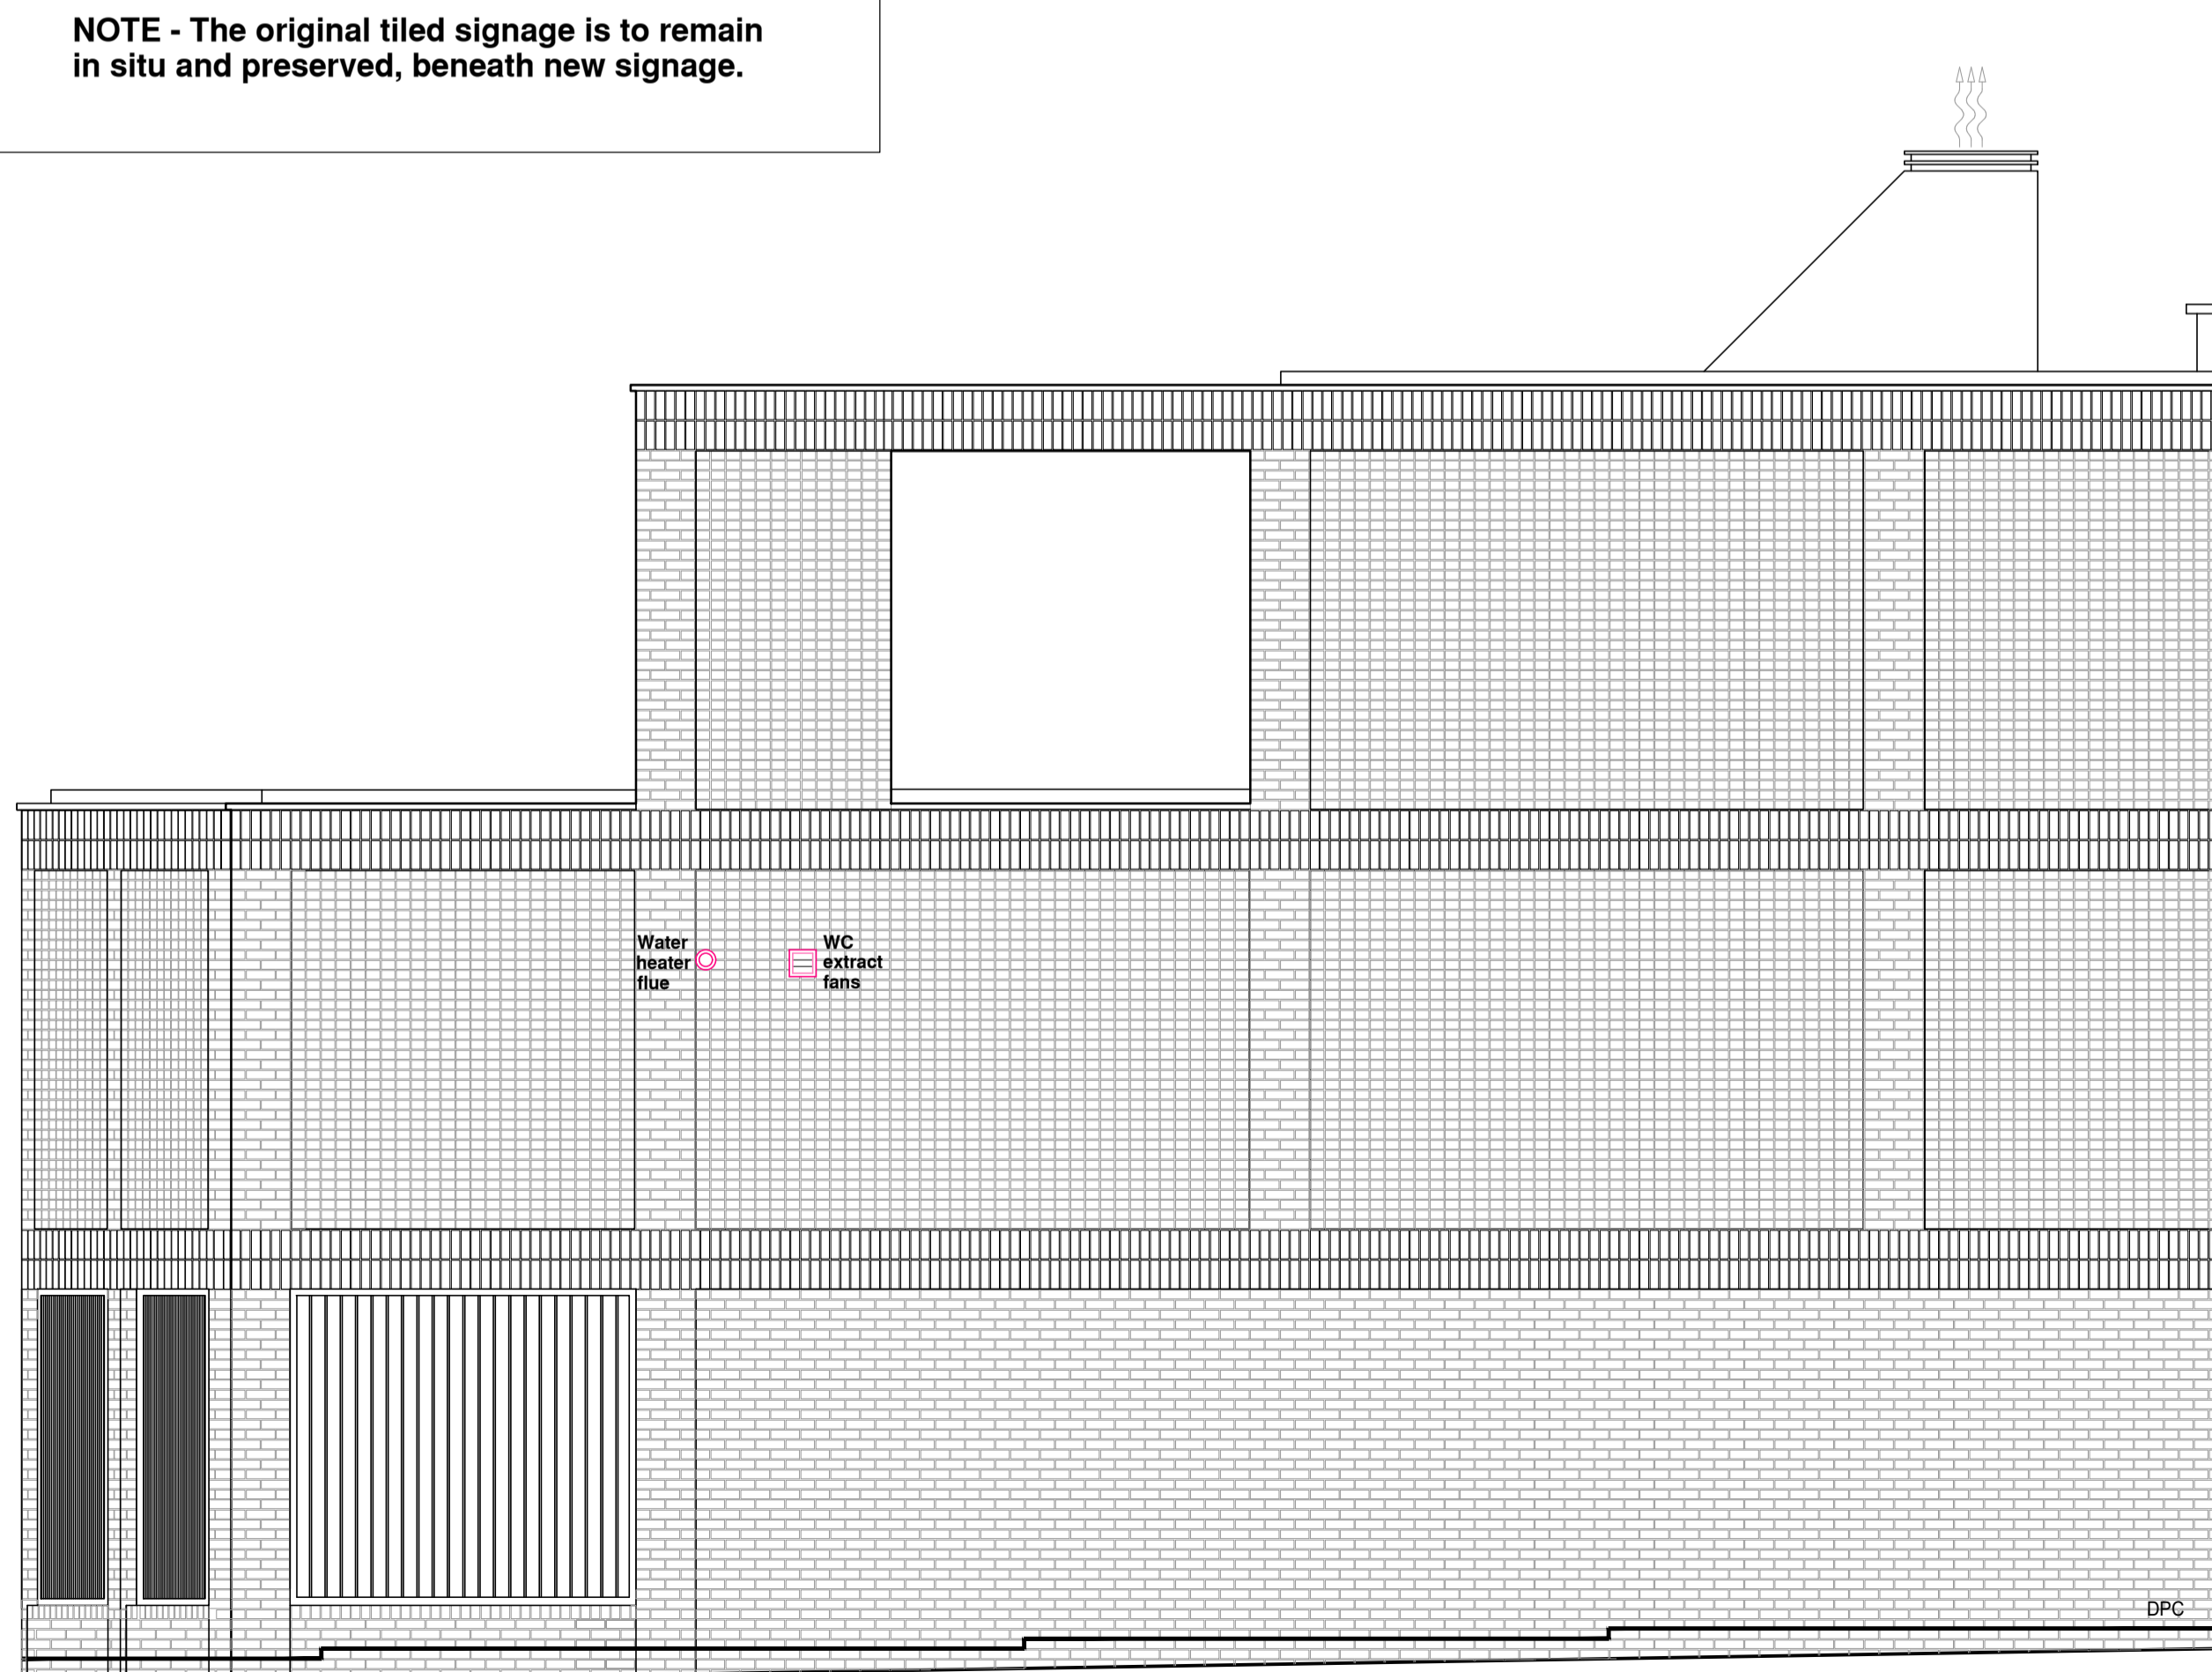 NOTE - The original tiled signage is to remain
in situ and preserved, beneath new signage.
Water
heater
flue
WC
extract
fans
DPC